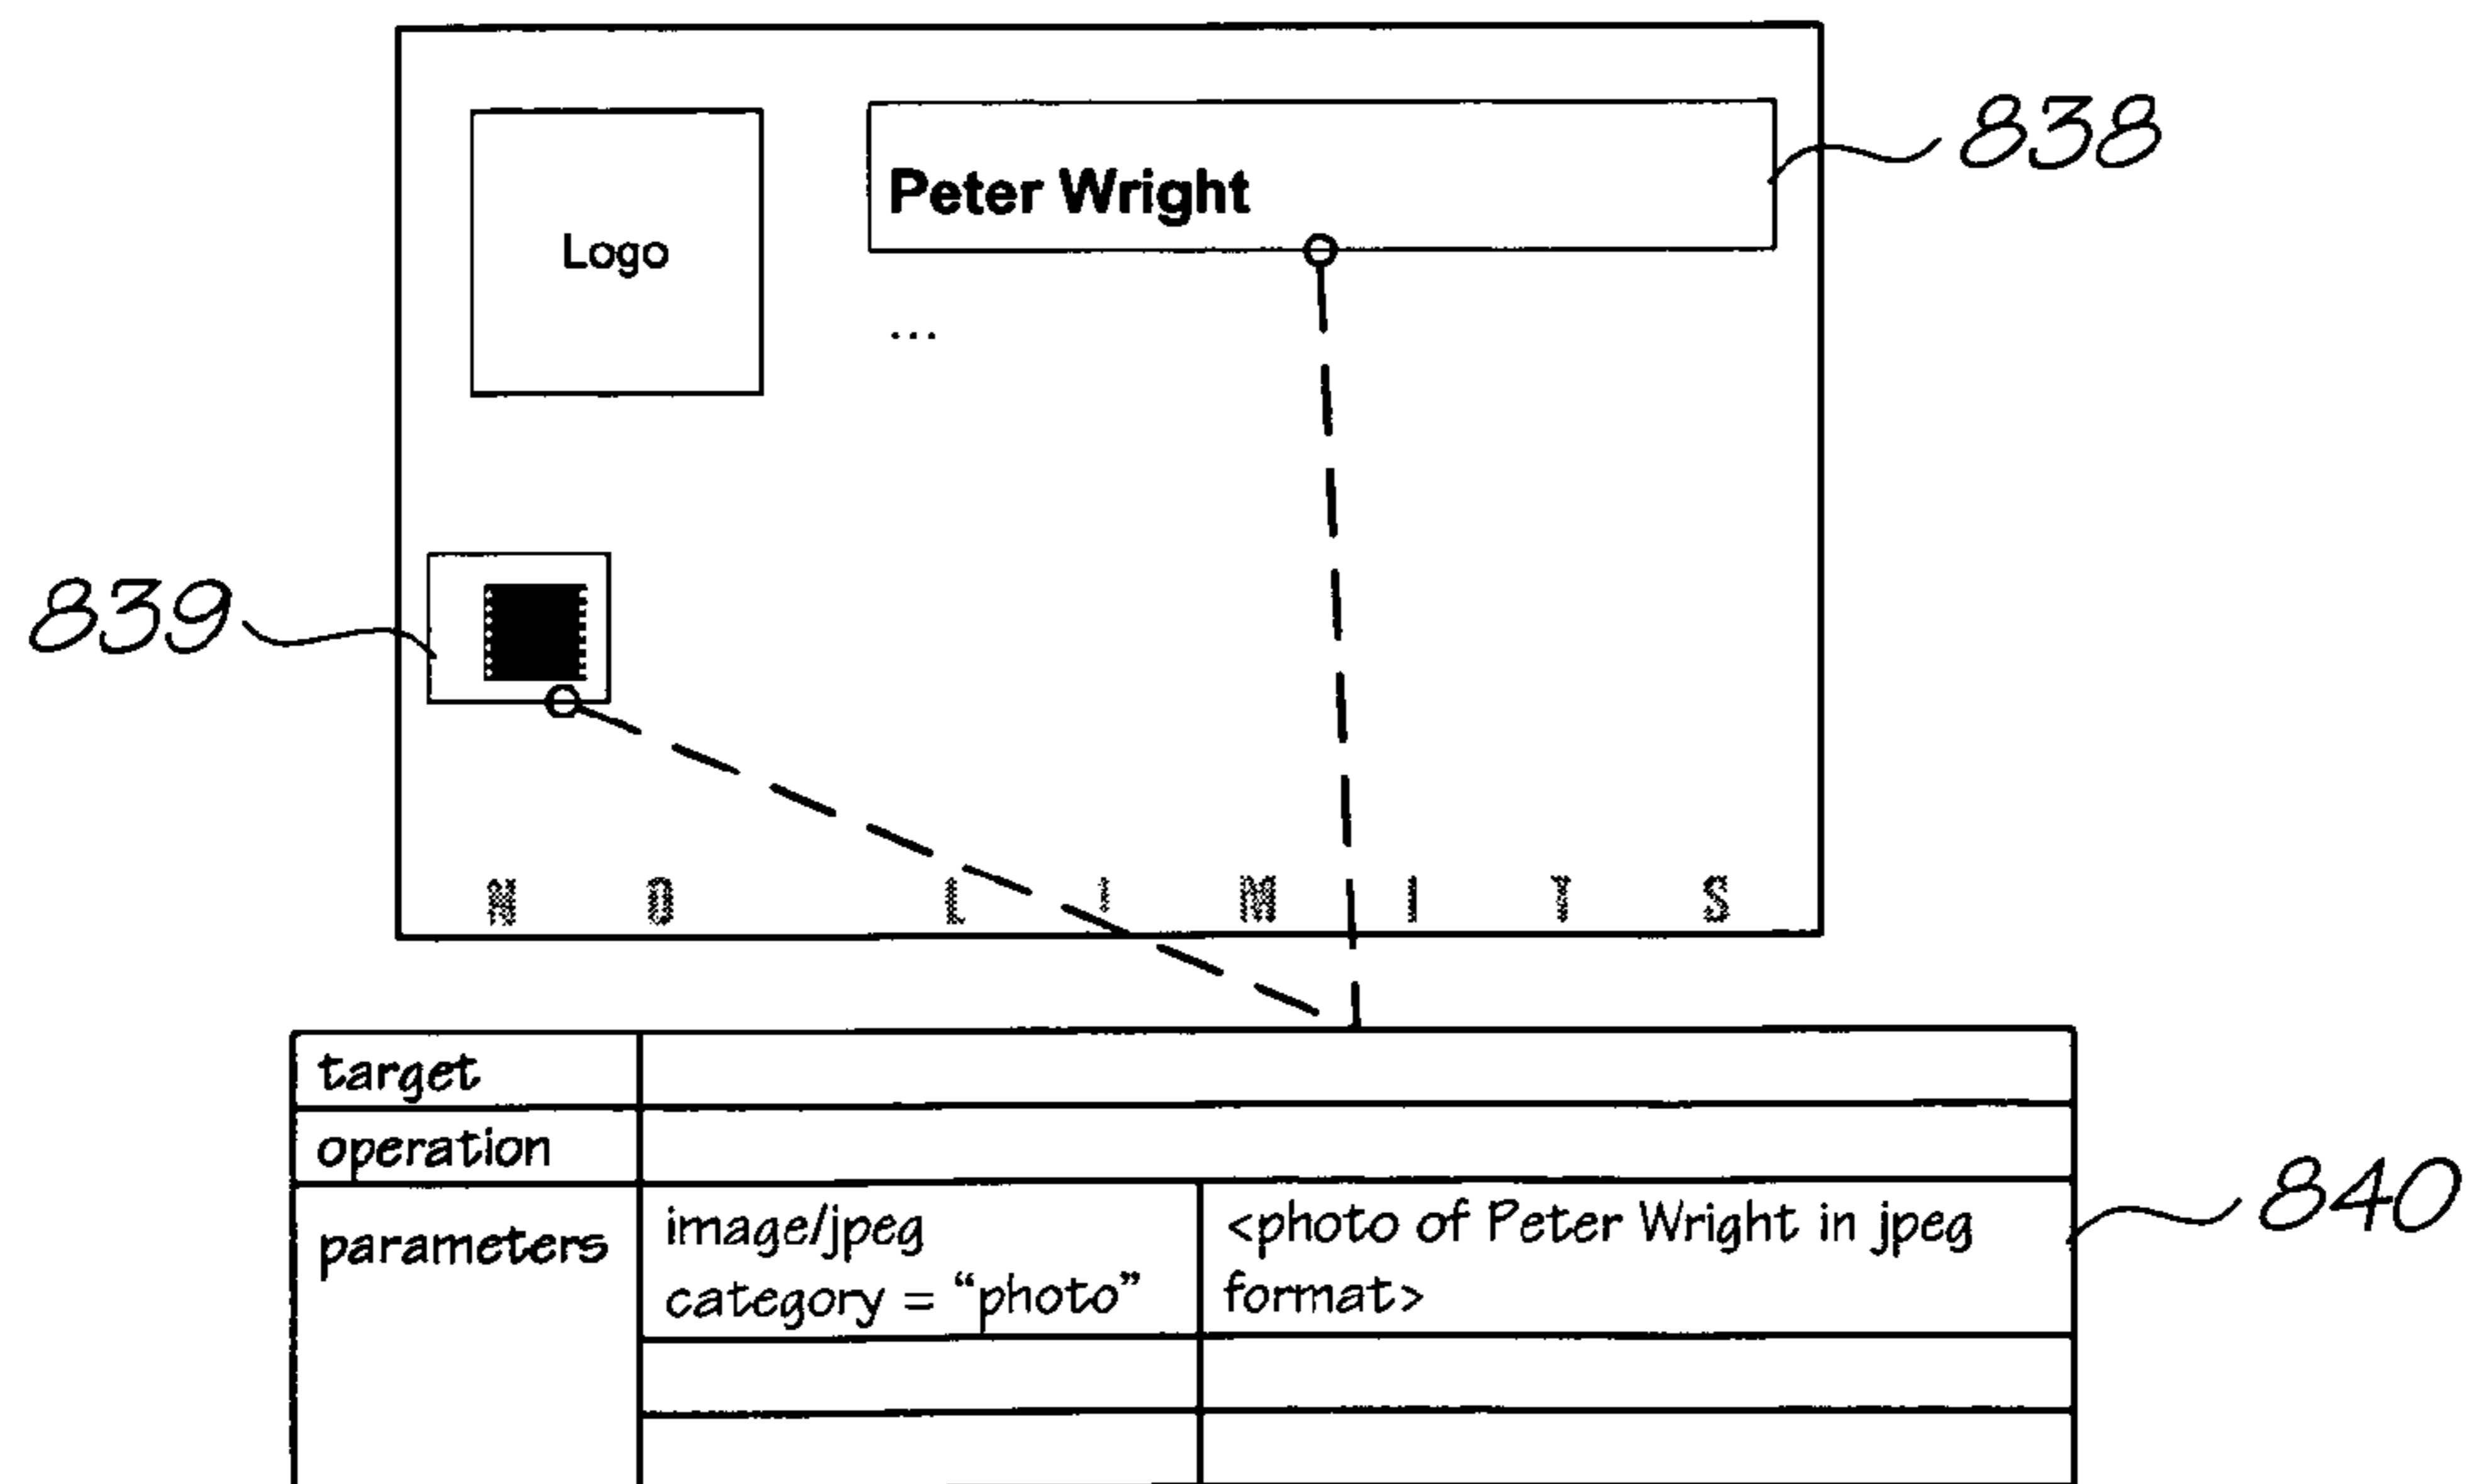 838
Logo
Peter Wright
...
839
N O L I M I T S
target
operation
840
parameters
image/jpeg
category = “photo”
<photo of Peter Wright in jpeg
format>